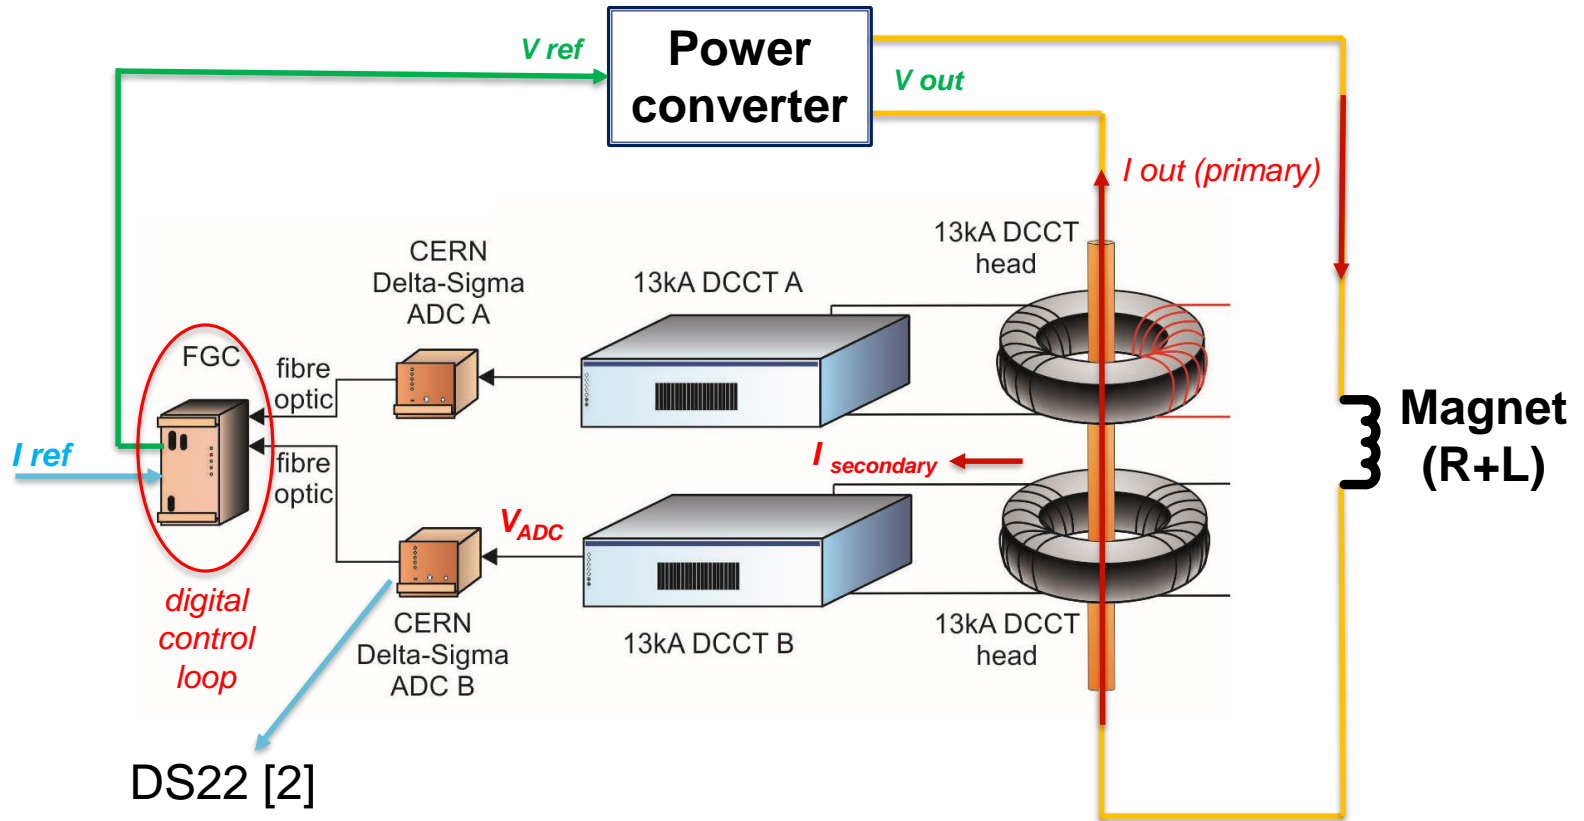 V ref
Power
converter
V out
I out (primary)
13kA DCCT
head
CERN
Delta-Sigma
ADC A
13kA DCCT A
FGC
fibre
optic
Magnet
(R+L)
I ref
fibre
optic
I secondary
VADC
digital
control
loop
CERN
Delta-Sigma
ADC B
13kA DCCT B
13kA DCCT
head
DS22 [2]